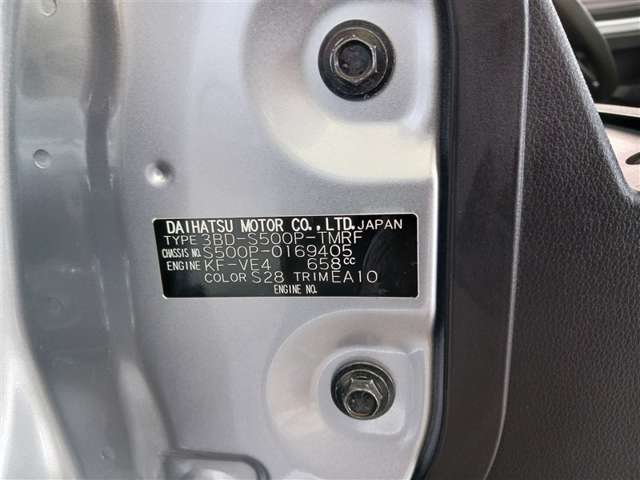 DAIHATSU MOTOR CO.,LTD.JAPAN
TYPE 3BD-S500P-TMRF
CHASSIS NO. S500P-0169405
ENGINE KF-VE4 658cc
COLOR S28 TRIM EA10
ENGINE NO.